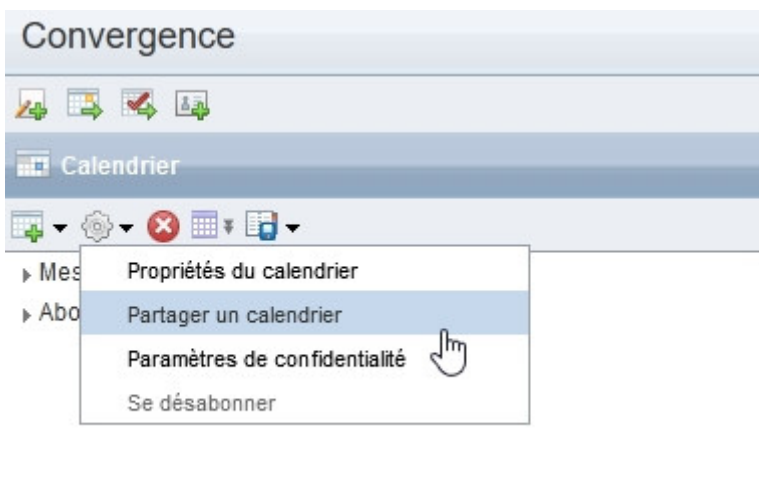 Convergence
Calendrier
Mes
Propriétés du calendrier
Abo
Partager un calendrier
Paramètres de confidentialité
Se désabonner